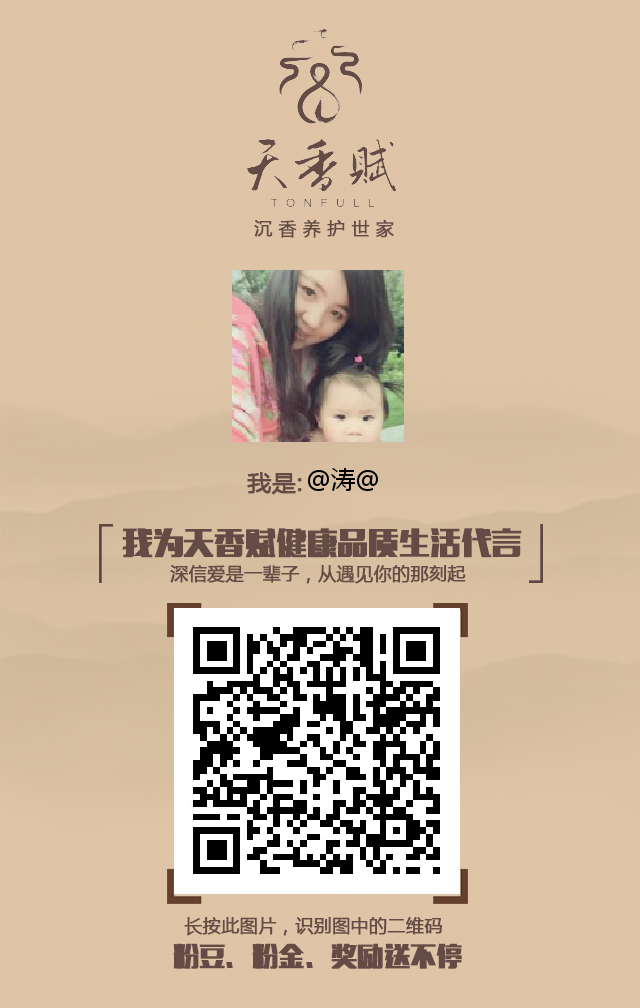 天香赋
TONFULL
沉香养护世家
我是:@涛@
我为天香赋健康品质生活代言
深信爱是一辈子，从遇见你的那刻起
长按此图片，识别图中的二维码
粉豆、粉金、奖励送不停